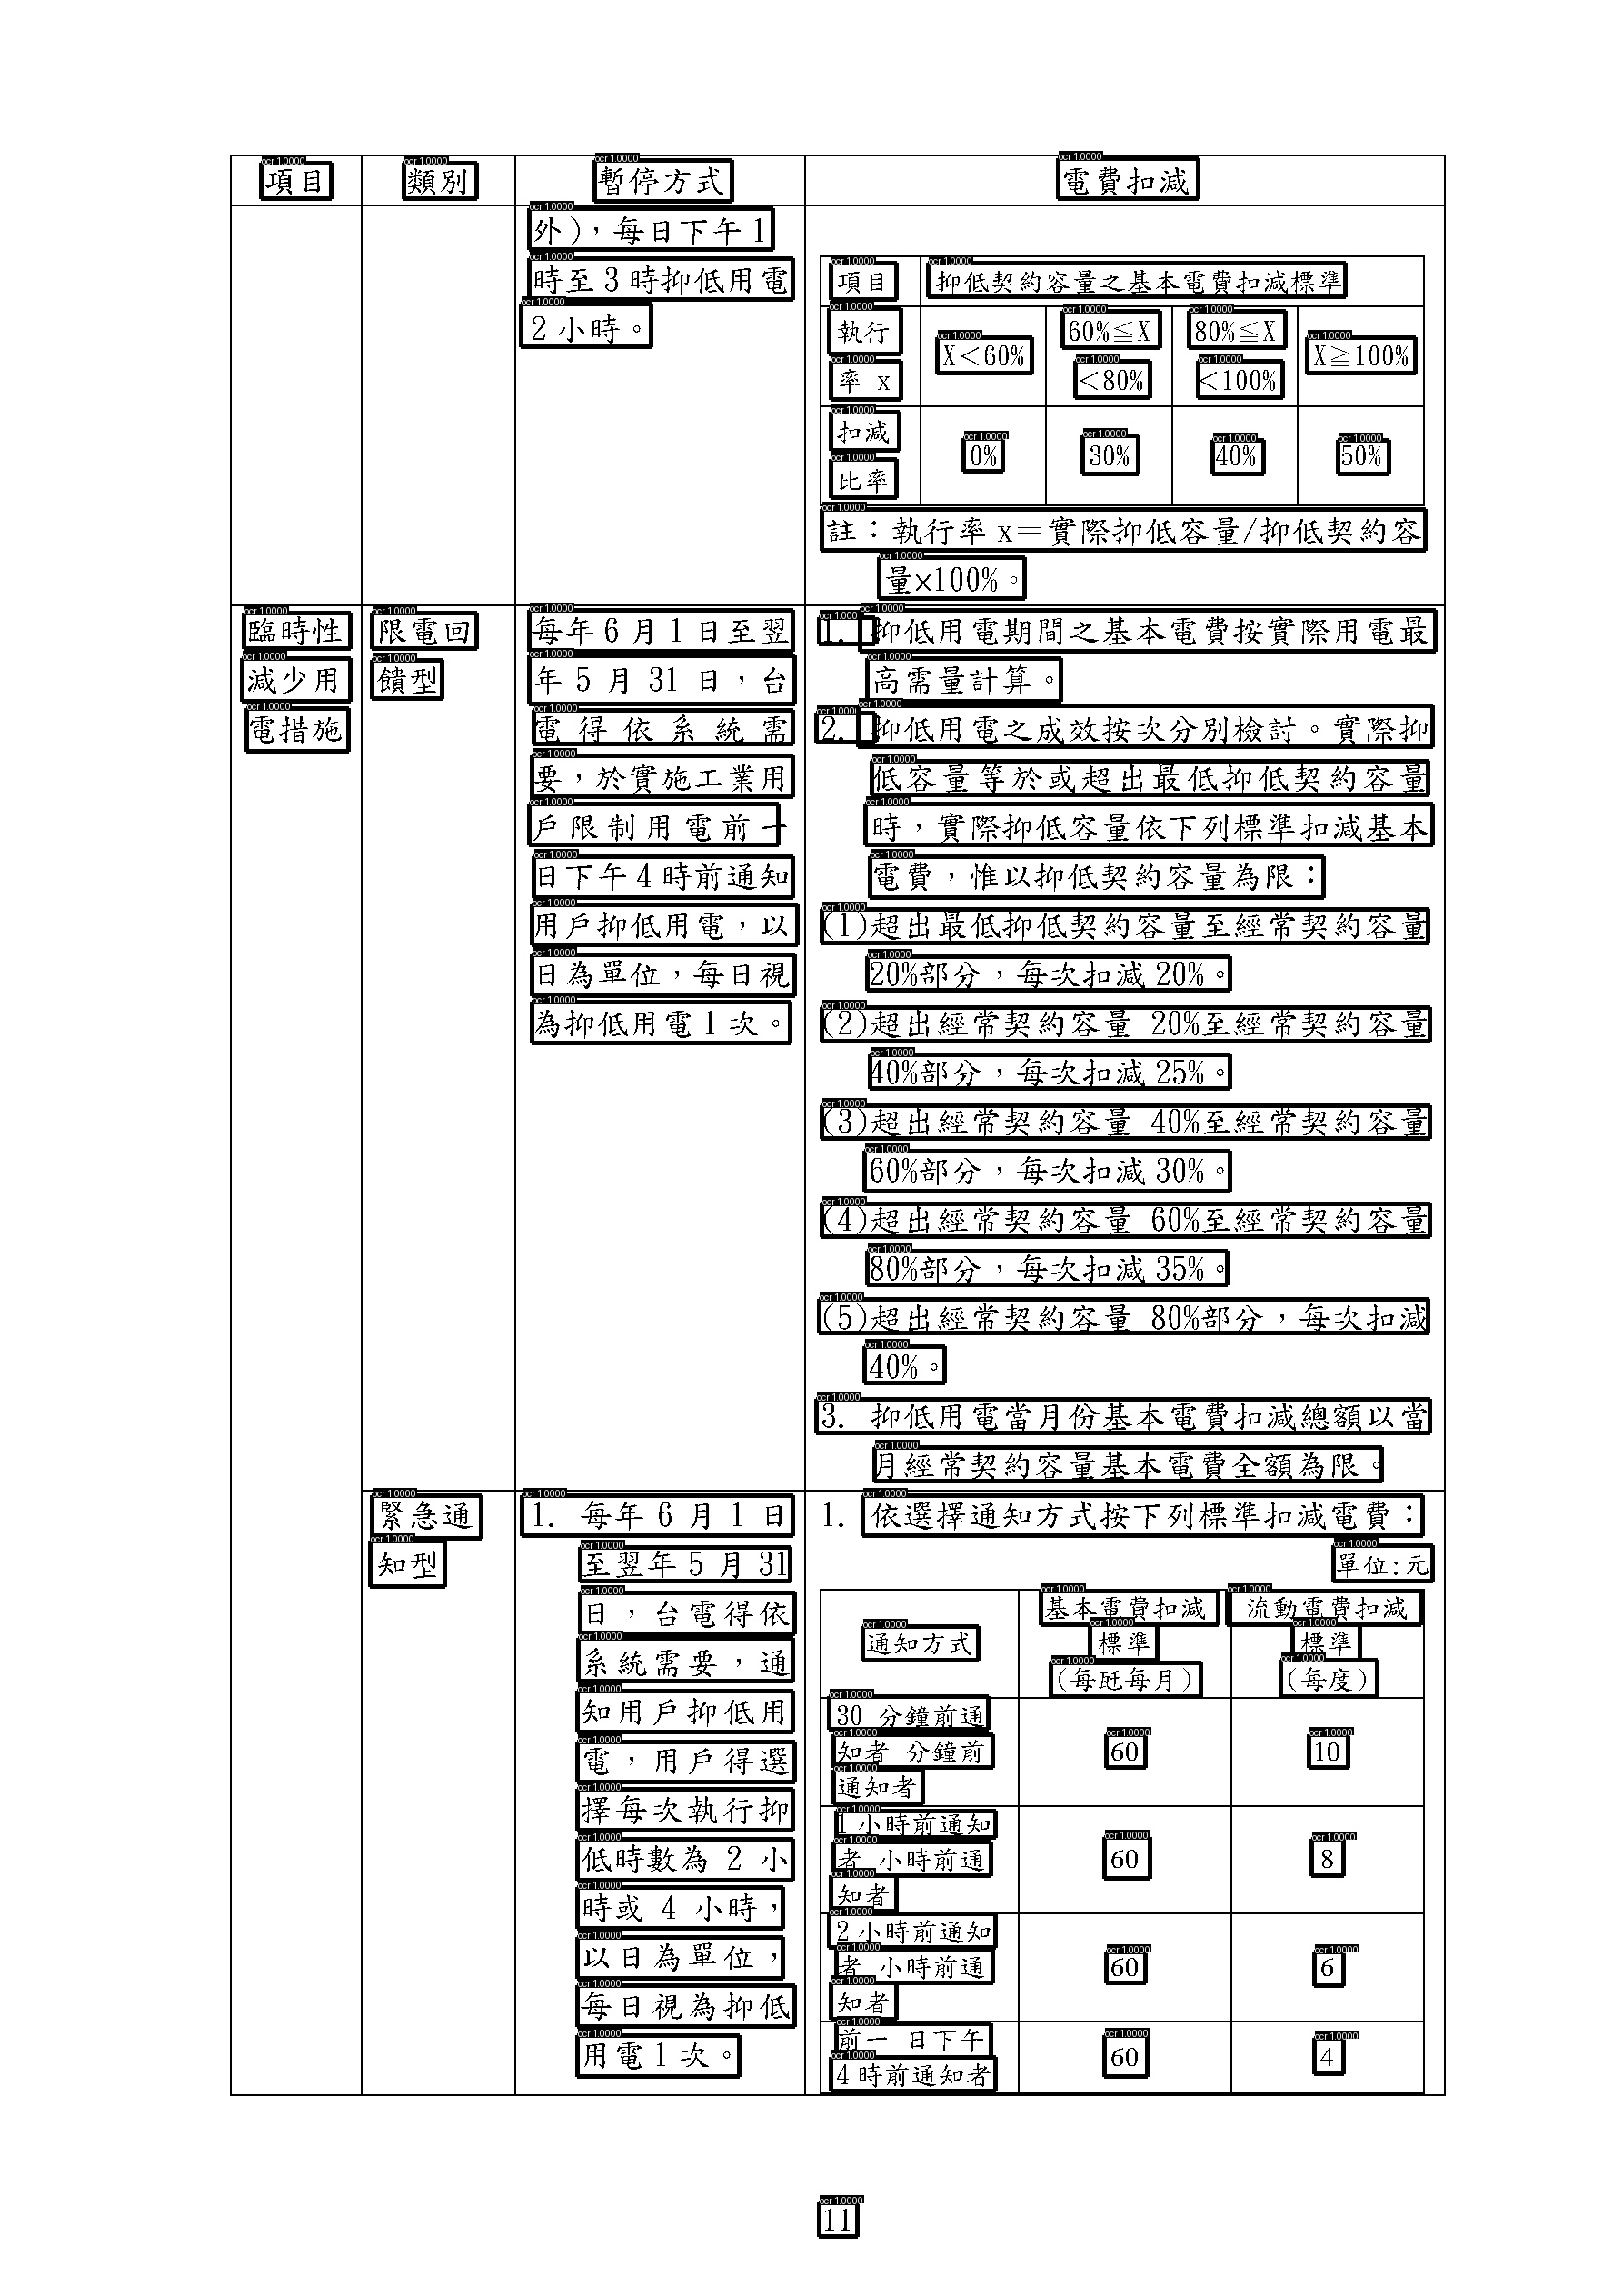 項目 類別 暫停方式 電費扣減
外)，每日下午 1
時至 3 時抑低用電
2 小時。
項目 抑低契約容量之基本電費扣減標準
執行
率 x
X＜60%
60%≦X
＜80%
80%≦X
＜100%
X≧100%
扣減
比率
0% 30% 40% 50%
註：執行率 x＝實際抑低容量/抑低契約容
量×100%。
臨時性
減少用
電措施
限電回
饋型
每年 6 月 1 日至翌
年 5 月 31 日，台
電得依系統需
要，於實施工業用
戶限制用電前一
日下午 4 時前通知
用戶抑低用電，以
日為單位，每日視
為抑低用電 1 次。
1. 抑低用電期間之基本電費按實際用電最
高需量計算。
2. 抑低用電之成效按次分別檢討。實際抑
低容量等於或超出最低抑低契約容量
時，實際抑低容量依下列標準扣減基本
電費，惟以抑低契約容量為限：
(1)超出最低抑低契約容量至經常契約容量
20%部分，每次扣減 20%。
(2)超出經常契約容量 20%至經常契約容量
40%部分，每次扣減 25%。
(3)超出經常契約容量 40%至經常契約容量
60%部分，每次扣減 30%。
(4)超出經常契約容量 60%至經常契約容量
80%部分，每次扣減 35%。
(5)超出經常契約容量 80%部分，每次扣減
40%。
3. 抑低用電當月份基本電費扣減總額以當
月經常契約容量基本電費全額為限。
緊急通
知型
1. 每年 6 月 1 日
至翌年 5 月 31
日，台電得依
系統需要，通
知用戶抑低用
電，用戶得選
擇每次執行抑
低時數為 2 小
時或 4 小時，
以日為單位，
每日視為抑低
用電 1 次。
1. 依選擇通知方式按下列標準扣減電費：
單位:元
通知方式
基本電費扣減
標準
(每瓩每月)
流動電費扣減
標準
(每度)
30 分鐘前通
知者 分鐘前
通知者
60 10
1 小時前通知
者 小時前通
知者
60 8
2 小時前通知
者 小時前通
知者
60 6
前一 日下午
4 時前通知者
60 4
11